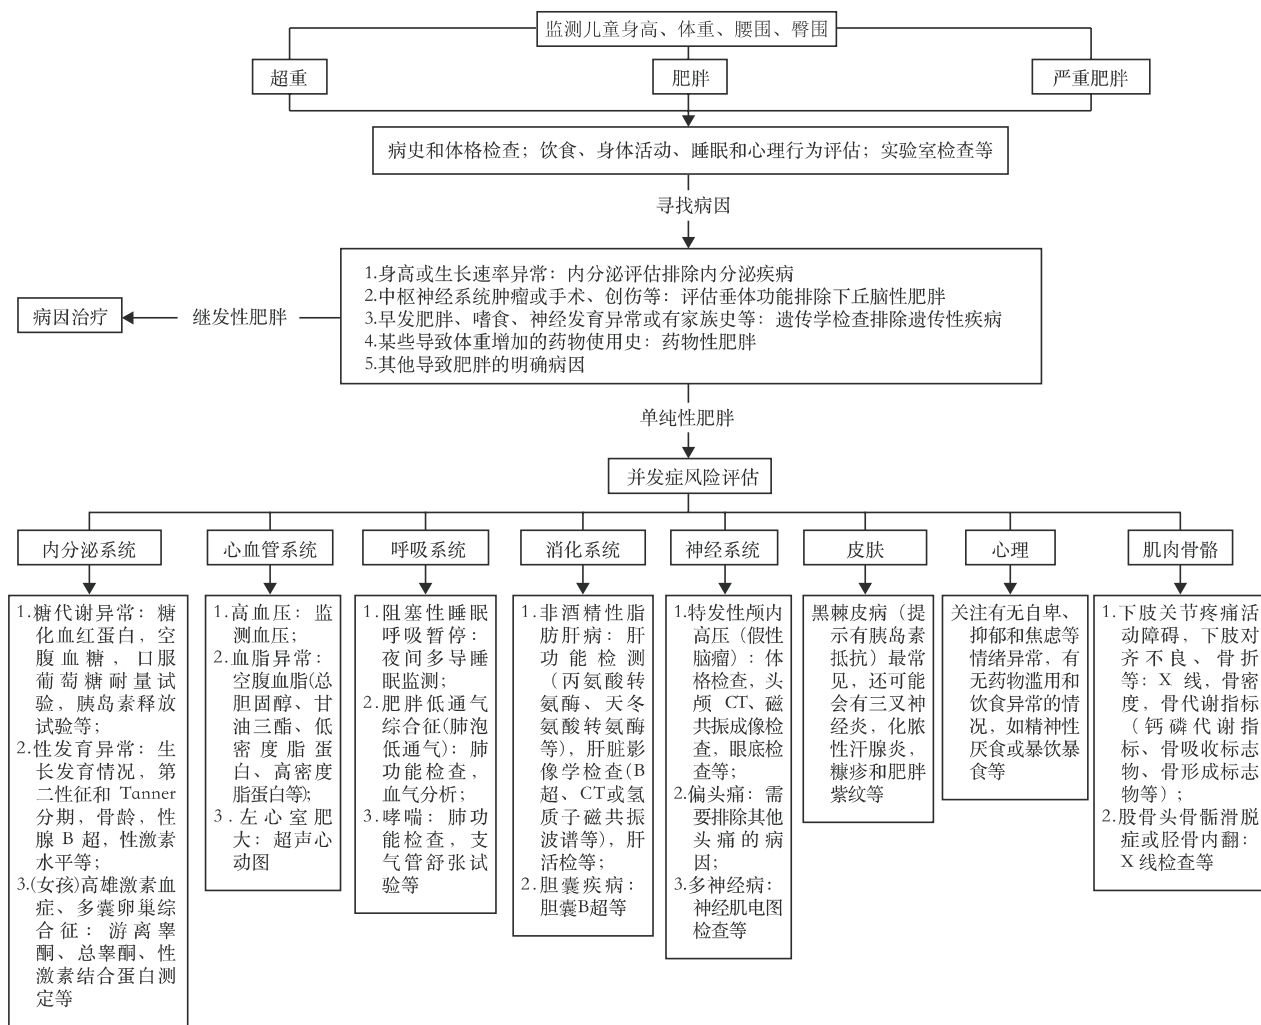 监测儿童身高、体重、腰围、臀围
超重
肥胖
严重肥胖
病史和体格检查；饮食、身体活动、睡眠和心理行为评估；实验室检查等
寻找病因
1.身高或生长速率异常：内分泌评估排除内分泌疾病
2.中枢神经系统肿瘤或手术、创伤等：评估垂体功能排除下丘脑性肥胖
3.早发肥胖、嗜食、神经发育异常或有家族史等：遗传学检查排除遗传性疾病
4.某些导致体重增加的药物使用史：药物性肥胖
5.其他导致肥胖的明确病因
继发性肥胖
病因治疗
单纯性肥胖
并发症风险评估
内分泌系统
1.糖代谢异常：糖
化血红蛋白，空
腹血糖，口服
葡萄糖耐量试
验，胰岛素释放
试验等；
2.性发育异常：生
长发育情况，第
二性征和 Tanner
分期，骨龄，性
腺 B 超，性激素
水平等；
3.(女孩)高雄激素血
症、多囊卵巢综
合征：游离睾
酮、总睾酮、性
激素结合蛋白测
定等
心血管系统
1.高血压：监
测血压；
2.血脂异常：
空腹血脂(总
胆固醇、甘
油三酯、低
密度脂蛋
白、高密度
脂蛋白等)；
3.左心室肥
大：超声心
动图
呼吸系统
1.阻塞性睡眠
呼吸暂停：
夜间多导睡
眠监测；
2.肥胖低通气
综合征(肺泡
低通气)：肺
功能检查，
血气分析；
3.哮喘：肺功
能检查，支
气管舒张试
验等
消化系统
1.非酒精性脂
肪肝病：肝
功能检测
（丙氨酸转
氨酶、天冬
氨酸转氨酶
等)，肝脏影
像学检查(B
超、CT或氢
质子磁共振
波谱等)，肝
活检等；
2.胆囊疾病：
胆囊B超等
神经系统
1.特发性颅内
高压（假性
脑瘤）：体
格检查，头
颅 CT、磁
共振成像检
查，眼底检
查等；
2.偏头痛：需
要排除其他
头痛的病
因；
3.多神经病：
神经肌电图
检查等
皮肤
黑棘皮病（提
示有胰岛素
抵抗）最常
见，还可能
会有三叉神
经炎，化脓
性汗腺炎，
糠疹和肥胖
紫纹等
心理
关注有无自卑、
抑郁和焦虑等
情绪异常，有
无药物滥用和
饮食异常的情
况，如精神性
厌食或暴饮暴
食等
肌肉骨骼
1.下肢关节疼痛活
动障碍，下肢对
齐不良、骨折
等：X 线，骨密
度，骨代谢指标
（钙磷代谢指
标、骨吸收标志
物、骨形成标志
物等）；
2.股骨头骨骺滑脱
症或胫骨内翻：
X 线检查等